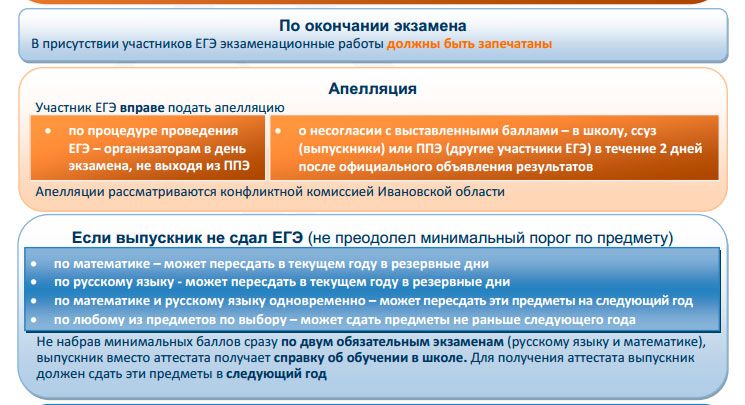 По окончании экзамена
В присутствии участников ЕГЭ экзаменационные работы должны быть запечатаны
Апелляция
Участник ЕГЭ вправе подать апелляцию
• по процедуре проведения
ЕГЭ – организаторам в день
экзамена, не выходя из ППЭ
• о несогласии с выставленными баллами – в школу, ссуз
(выпускники) или ППЭ (другие участники ЕГЭ) в течение 2 дней
после официального объявления результатов
Апелляции рассматриваются конфликтной комиссией Ивановской области
Если выпускник не сдал ЕГЭ (не преодолел минимальный порог по предмету)
• по математике – может пересдать в текущем году в резервные дни
• по русскому языку - может пересдать в текущем году в резервные дни
• по математике и русскому языку одновременно – может пересдать эти предметы на следующий год
• по любому из предметов по выбору – может сдать предметы не раньше следующего года
Не набрав минимальных баллов сразу по двум обязательным экзаменам (русскому языку и математике),
выпускник вместо аттестата получает справку об обучении в школе. Для получения аттестата выпускник
должен сдать эти предметы в следующий год